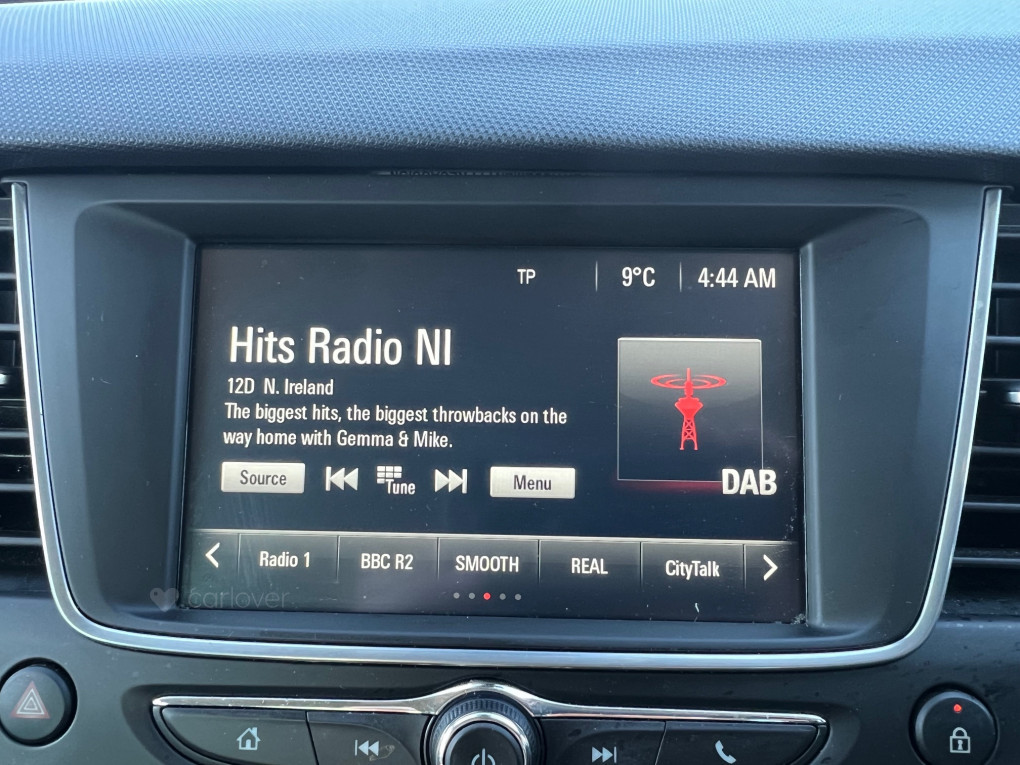 TP 9°C 4:44 AM
Hits Radio NI
12D N. Ireland
The biggest hits, the biggest throwbacks on the
way home with Gemma & Mike.
Source Tune Menu
DAB
Radio 1 BBC R2 SMOOTH REAL CityTalk
carlover